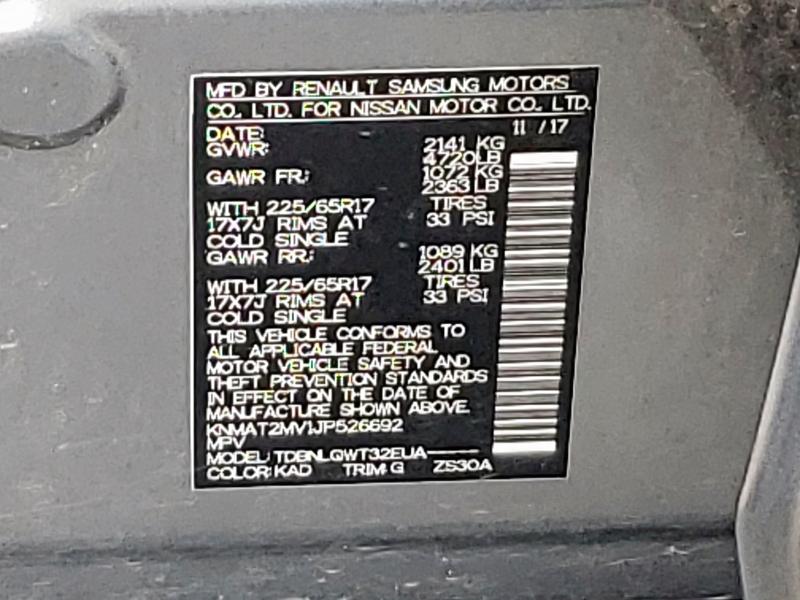 MFD BY RENAULT SAMSUNG MOTORS
CO., LTD. FOR NISSAN MOTOR CO., LTD.
DATE: 11 /17
GVWR: 2141 KG
4720LB
GAWR FR.: 1072 KG
2363 LB
WITH 225/65R17 TIRES
17X7J RIMS AT 33 PSI
COLD SINGLE
GAWR RR.: 1089 KG
2401 LB
WITH 225/65R17 TIRES
17X7J RIMS AT 33 PSI
COLD SINGLE
THIS VEHICLE CONFORMS TO
ALL APPLICABLE FEDERAL
MOTOR VEHICLE SAFETY AND
THEFT PREVENTION STANDARDS
IN EFFECT ON THE DATE OF
MANUFACTURE SHOWN ABOVE.
KNMAT2MV1JP526692
MPV
MODEL: TDBNLQWT32EUA-----
COLOR: KAD TRIM: G ZS30A